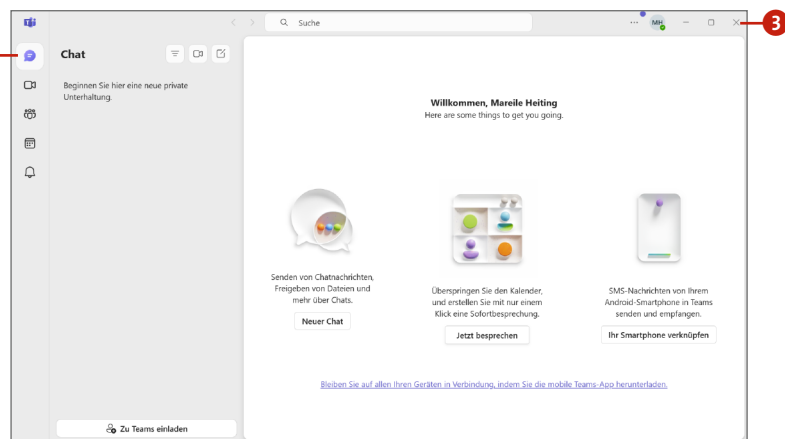 Suche
MH
3
Chat
Beginnen Sie hier eine neue private
Unterhaltung.
Willkommen, Mareile Heiting
Here are some things to get you going.
Senden von Chatnachrichten,
Freigeben von Dateien und
mehr über Chats.
Neuer Chat
Überspringen Sie den Kalender,
und erstellen Sie mit nur einem
Klick eine Sofortbesprechung.
Jetzt besprechen
SMS-Nachrichten von Ihrem
Android-Smartphone in Teams
senden und empfangen.
Ihr Smartphone verknüpfen
Bleiben Sie auf allen Ihren Geräten in Verbindung, indem Sie die mobile Teams-App herunterladen.
Zu Teams einladen